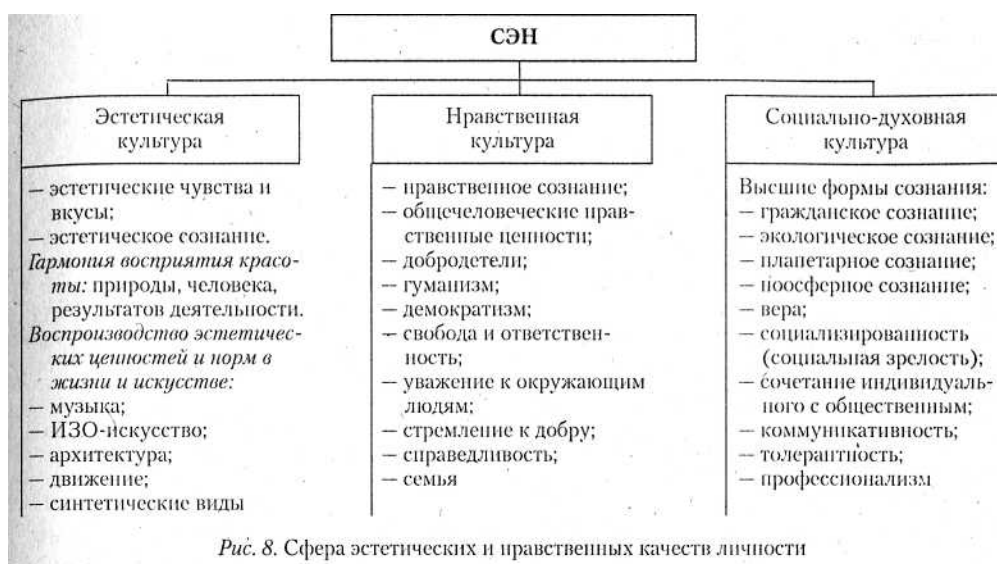 СЭН
Эстетическая
культура
— эстетические чувства и
вкусы;
— эстетическое сознание.
Гармония восприятия красо-
ты: природы, человека,
результатов деятельности.
Воспроизводство эстетичес-
ких ценностей и норм в
жизни и искусстве:
— музыка;
— ИЗО-искусство;
— архитектура;
— движение;
— синтетические виды
Нравственная
культура
— нравственное сознание;
— общечеловеческие нрав-
ственные ценности;
— добродетели;
— гуманизм;
— демократизм;
— свобода и ответствен-
ность;
— уважение к окружающим
людям;
— стремление к добру;
— справедливость;
— семья
Социально-духовная
культура
Высшие формы сознания:
— гражданское сознание;
— экологическое сознание;
— планетарное сознание;
— ноосферное сознание;
— вера;
— социализированность
(социальная зрелость);
— сочетание индивидуаль-
ного с общественным;
— коммуникативность;
— толерантность;
— профессионализм
Рис. 8. Сфера эстетических и нравственных качеств личности